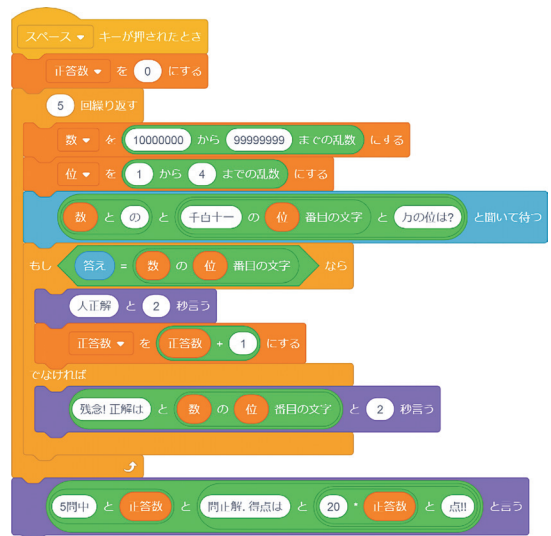 スペース キーが押されたとき
正答数 を 0 にする
5 回繰り返す
数 を 10000000 から 99999999 までの乱数 にする
位 を 1 から 4 までの乱数 にする
数 と の と 千百十一 の 位 番目の文字 と 万の位は? と聞いて待つ
もし 答え = 数 の 位 番目の文字 なら
大正解 と 2 秒言う
正答数 を 正答数 + 1 にする
でなければ
残念! 正解は と 数 の 位 番目の文字 と 2 秒言う
5問中 と 正答数 と 問正解.得点は と 20 * 正答数 と 点!! と言う